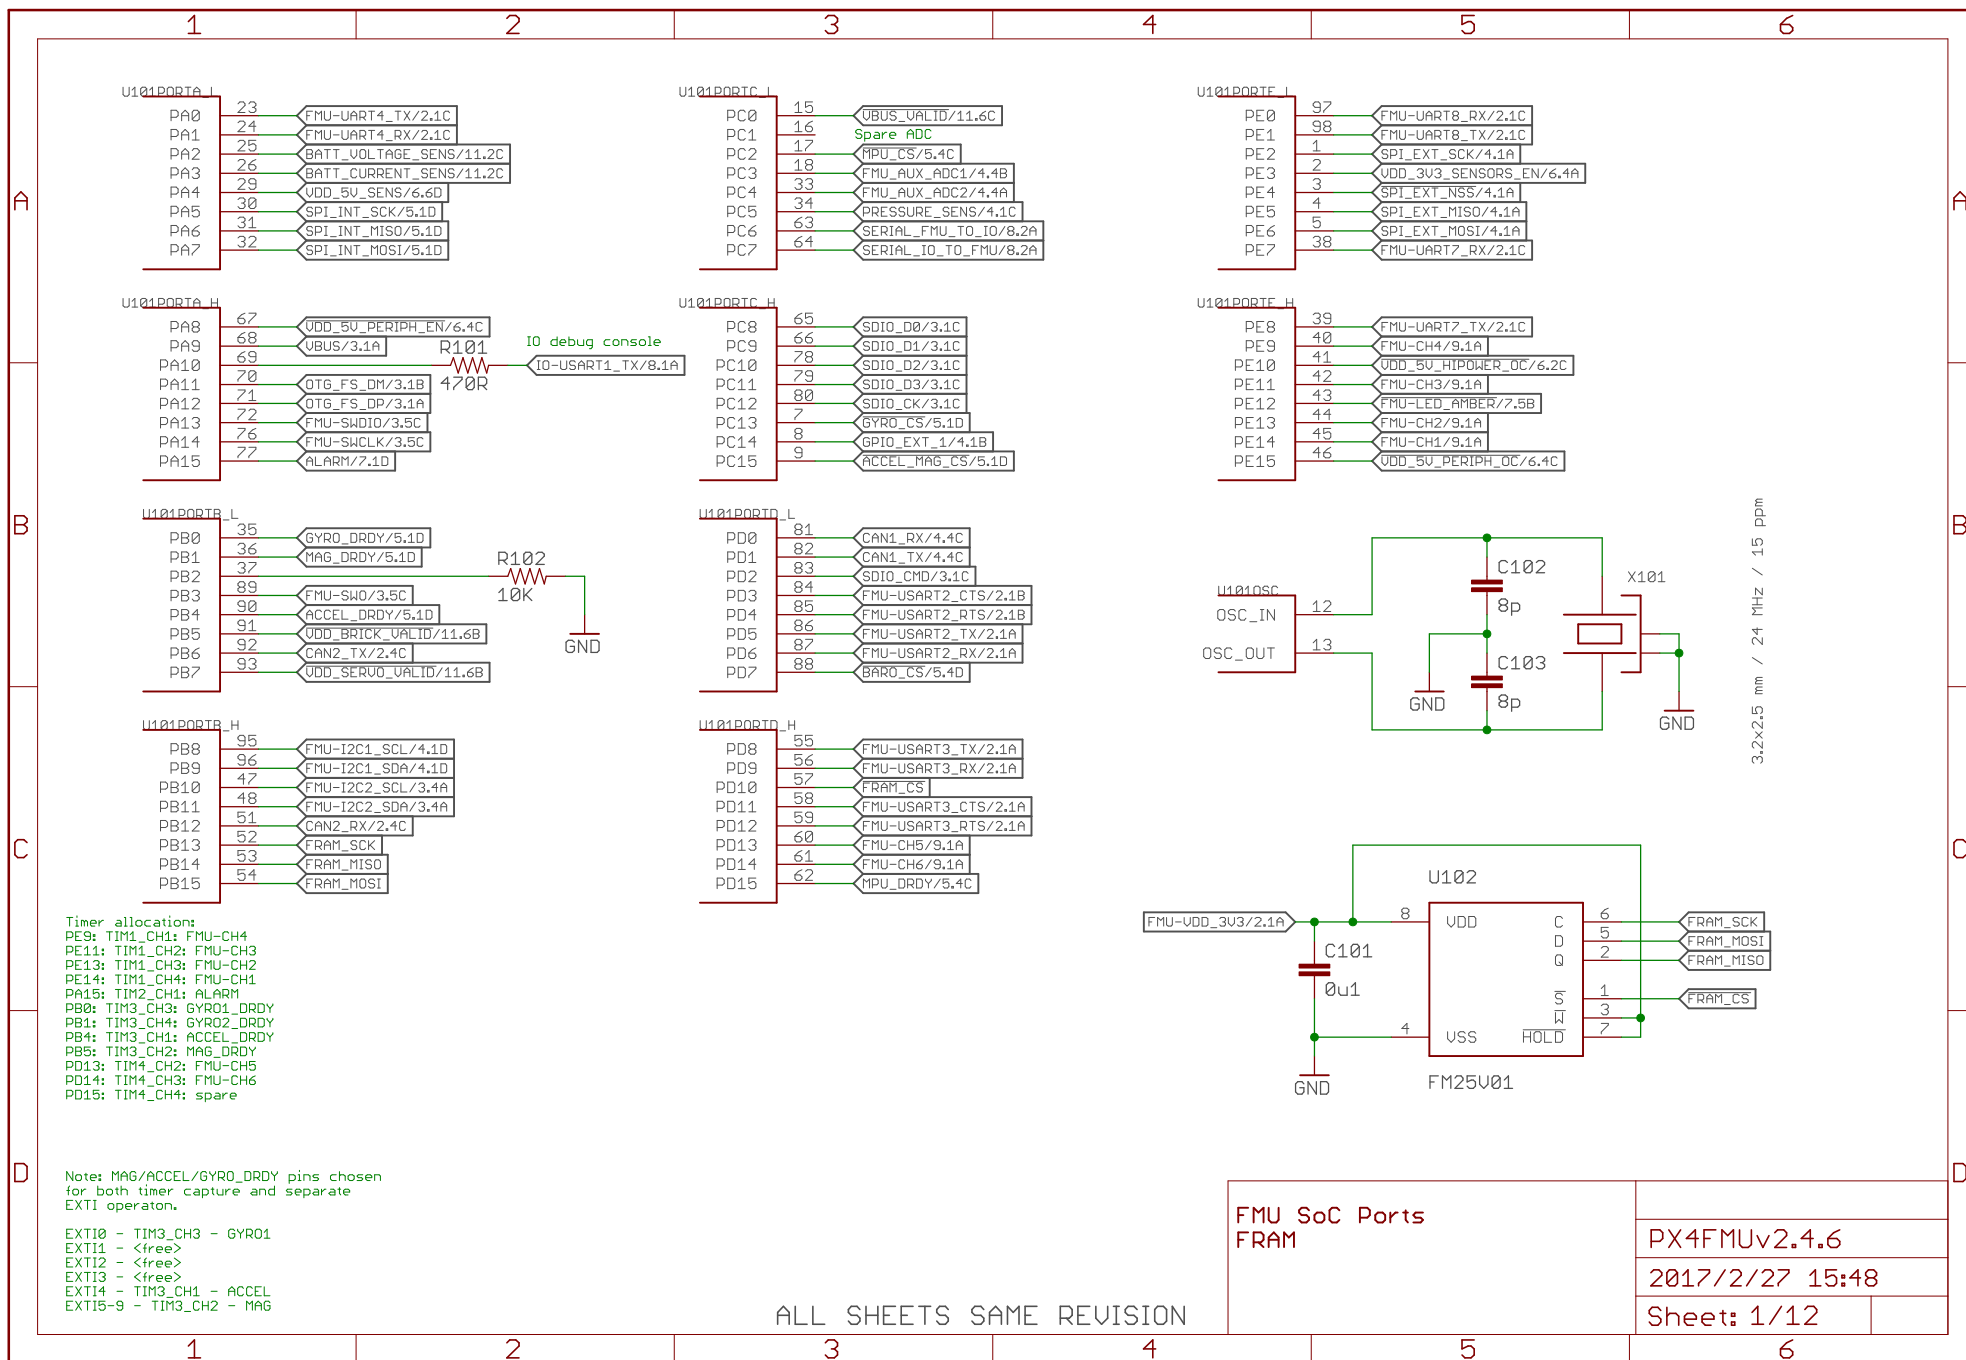 1 2 3 4 5 6
A A
B B
C C
D D
U101PORTA_L
PA0 23 FMU-UART4_TX/2.1C
PA1 24 FMU-UART4_RX/2.1C
PA2 25 BATT_VOLTAGE_SENS/11.2C
PA3 26 BATT_CURRENT_SENS/11.2C
PA4 29 VDD_5V_SENS/6.6D
PA5 30 SPI_INT_SCK/5.1D
PA6 31 SPI_INT_MISO/5.1D
PA7 32 SPI_INT_MOSI/5.1D
U101PORTA_H
PA8 67 VDD_5V_PERIPH_EN/6.4C
PA9 68 VBUS/3.1A
PA10 69 R101 470R IO-USART1_TX/8.1A
IO debug console
PA11 70 OTG_FS_DM/3.1B
PA12 71 OTG_FS_DP/3.1A
PA13 72 FMU-SWDIO/3.5C
PA14 76 FMU-SWCLK/3.5C
PA15 77 ALARM/7.1D
U101PORTB_L
PB0 35 GYRO_DRDY/5.1D
PB1 36 MAG_DRDY/5.1D
PB2 37 R102 10K GND
PB3 89 FMU-SWO/3.5C
PB4 90 ACCEL_DRDY/5.1D
PB5 91 VDD_BRICK_VALID/11.6B
PB6 92 CAN2_TX/2.4C
PB7 93 VDD_SERVO_VALID/11.6B
U101PORTB_H
PB8 95 FMU-I2C1_SCL/4.1D
PB9 96 FMU-I2C1_SDA/4.1D
PB10 47 FMU-I2C2_SCL/3.4A
PB11 48 FMU-I2C2_SDA/3.4A
PB12 51 CAN2_RX/2.4C
PB13 52 FRAM_SCK
PB14 53 FRAM_MISO
PB15 54 FRAM_MOSI
Timer allocation:
PE9: TIM1_CH1: FMU-CH4
PE11: TIM1_CH2: FMU-CH3
PE13: TIM1_CH3: FMU-CH2
PE14: TIM1_CH4: FMU-CH1
PA15: TIM2_CH1: ALARM
PB0: TIM3_CH3: GYRO1_DRDY
PB1: TIM3_CH4: GYRO2_DRDY
PB4: TIM3_CH1: ACCEL_DRDY
PB5: TIM3_CH2: MAG_DRDY
PD13: TIM4_CH2: FMU-CH5
PD14: TIM4_CH3: FMU-CH6
PD15: TIM4_CH4: spare
Note: MAG/ACCEL/GYRO_DRDY pins chosen
for both timer capture and separate
EXTI operaton.
EXTI0 - TIM3_CH3 - GYRO1
EXTI1 - <free>
EXTI2 - <free>
EXTI3 - <free>
EXTI4 - TIM3_CH1 - ACCEL
EXTI5-9 - TIM3_CH2 - MAG
U101PORTC_L
PC0 15 VBUS_VALID/11.6C
PC1 16 Spare ADC
PC2 17 MPU_CS/5.4C
PC3 18 FMU_AUX_ADC1/4.4B
PC4 33 FMU_AUX_ADC2/4.4A
PC5 34 PRESSURE_SENS/4.1C
PC6 63 SERIAL_FMU_TO_IO/8.2A
PC7 64 SERIAL_IO_TO_FMU/8.2A
U101PORTC_H
PC8 65 SDIO_D0/3.1C
PC9 66 SDIO_D1/3.1C
PC10 78 SDIO_D2/3.1C
PC11 79 SDIO_D3/3.1C
PC12 80 SDIO_CK/3.1C
PC13 7 GYRO_CS/5.1D
PC14 8 GPIO_EXT_1/4.1B
PC15 9 ACCEL_MAG_CS/5.1D
U101PORTD_L
PD0 81 CAN1_RX/4.4C
PD1 82 CAN1_TX/4.4C
PD2 83 SDIO_CMD/3.1C
PD3 84 FMU-USART2_CTS/2.1B
PD4 85 FMU-USART2_RTS/2.1B
PD5 86 FMU-USART2_TX/2.1A
PD6 87 FMU-USART2_RX/2.1A
PD7 88 BARO_CS/5.4D
U101PORTD_H
PD8 55 FMU-USART3_TX/2.1A
PD9 56 FMU-USART3_RX/2.1A
PD10 57 FRAM_CS
PD11 58 FMU-USART3_CTS/2.1A
PD12 59 FMU-USART3_RTS/2.1A
PD13 60 FMU-CH5/9.1A
PD14 61 FMU-CH6/9.1A
PD15 62 MPU_DRDY/5.4C
U101PORTE_L
PE0 97 FMU-UART8_RX/2.1C
PE1 98 FMU-UART8_TX/2.1C
PE2 1 SPI_EXT_SCK/4.1A
PE3 2 VDD_3V3_SENSORS_EN/6.4A
PE4 3 SPI_EXT_NSS/4.1A
PE5 4 SPI_EXT_MISO/4.1A
PE6 5 SPI_EXT_MOSI/4.1A
PE7 38 FMU-UART7_RX/2.1C
U101PORTE_H
PE8 39 FMU-UART7_TX/2.1C
PE9 40 FMU-CH4/9.1A
PE10 41 VDD_5V_HIPOWER_OC/6.2C
PE11 42 FMU-CH3/9.1A
PE12 43 FMU-LED_AMBER/7.5B
PE13 44 FMU-CH2/9.1A
PE14 45 FMU-CH1/9.1A
PE15 46 VDD_5V_PERIPH_OC/6.4C
U101OSC
OSC_IN 12
OSC_OUT 13
C102
8p
C103
8p
GND
X101
GND
3.2x2.5 mm / 24 MHz / 15 ppm
U102
FMU-VDD_3V3/2.1A 8 VDD C 6 FRAM_SCK
D 5 FRAM_MOSI
Q 2 FRAM_MISO
C101
0u1
S 1 FRAM_CS
W 3
4 VSS HOLD 7
GND
FM25V01
FMU SoC Ports
FRAM
PX4FMUv2.4.6
2017/2/27 15:48
Sheet: 1/12
ALL SHEETS SAME REVISION
1 2 3 4 5 6